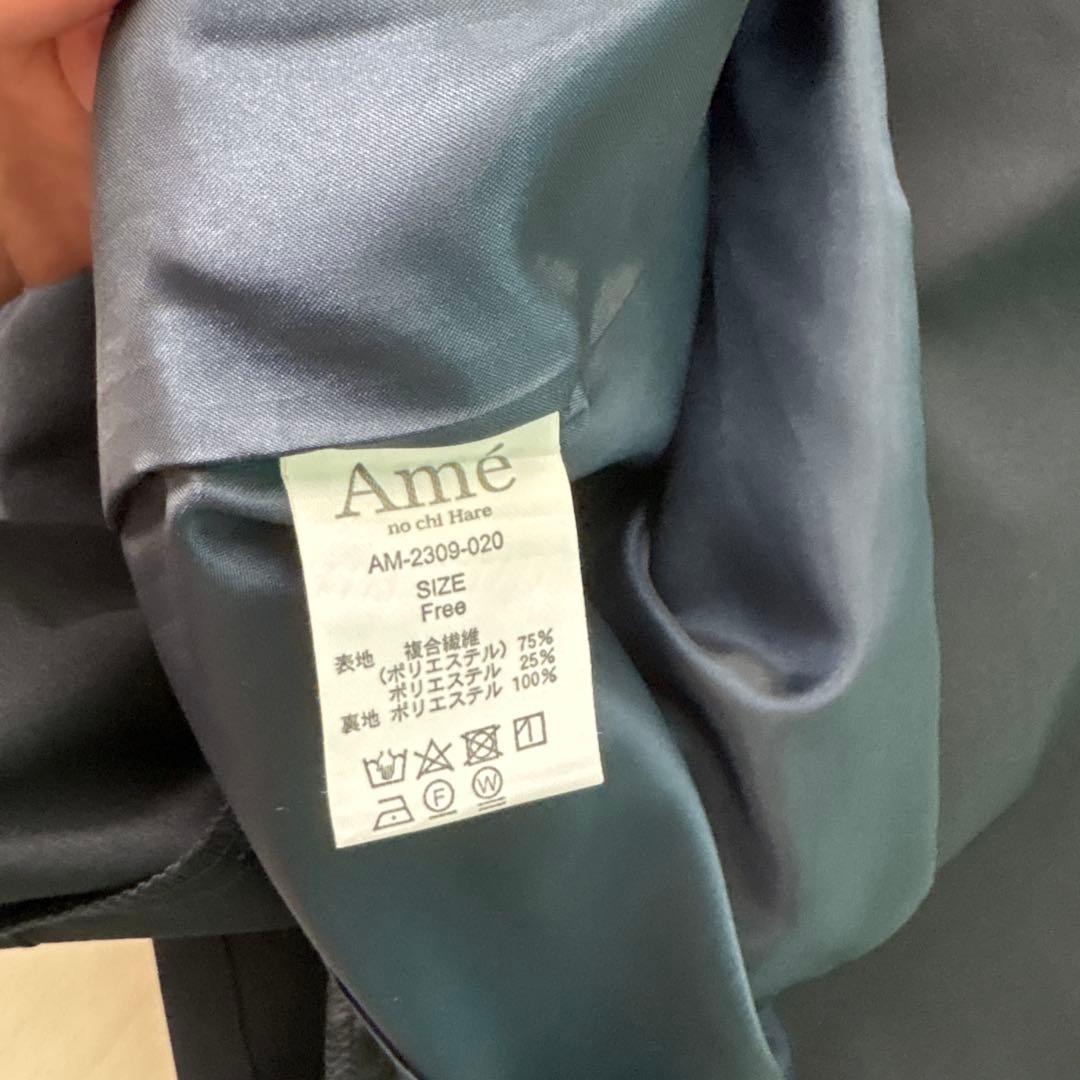 Amé
no chi Hare
AM-2309-020
SIZE
Free
表地 複合繊維
(ポリエステル) 75%
ポリエステル 25%
裏地 ポリエステル 100%
F W